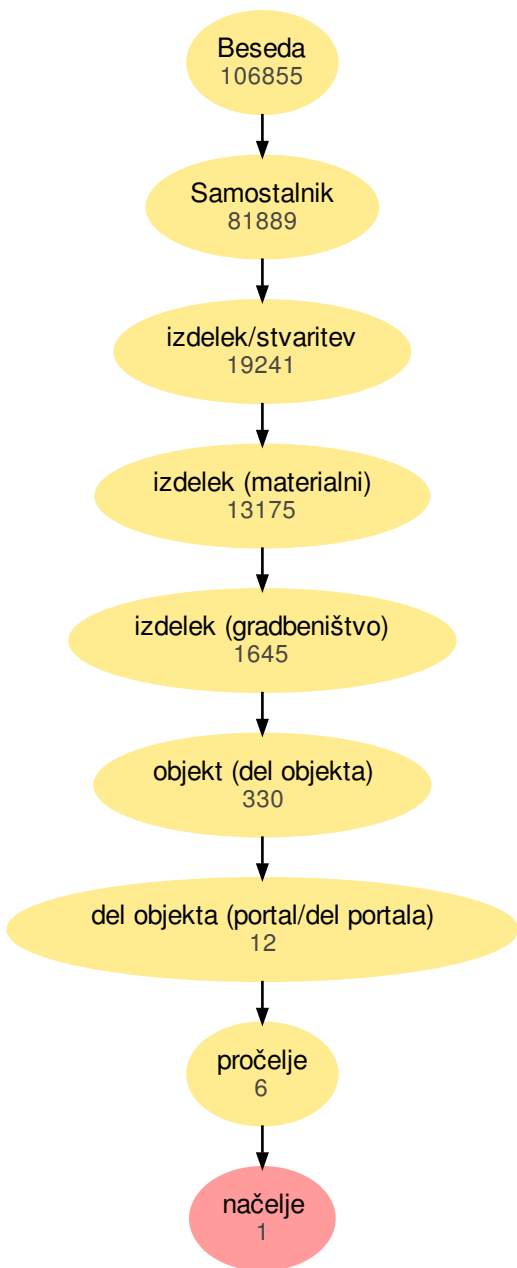 Beseda
106855
Samostalnik
81889
izdelek/stvaritev
19241
izdelek (materialni)
13175
izdelek (gradbeništvo)
1645
objekt (del objekta)
330
del objekta (portal/del portala)
12
pročelje
6
načelje
1